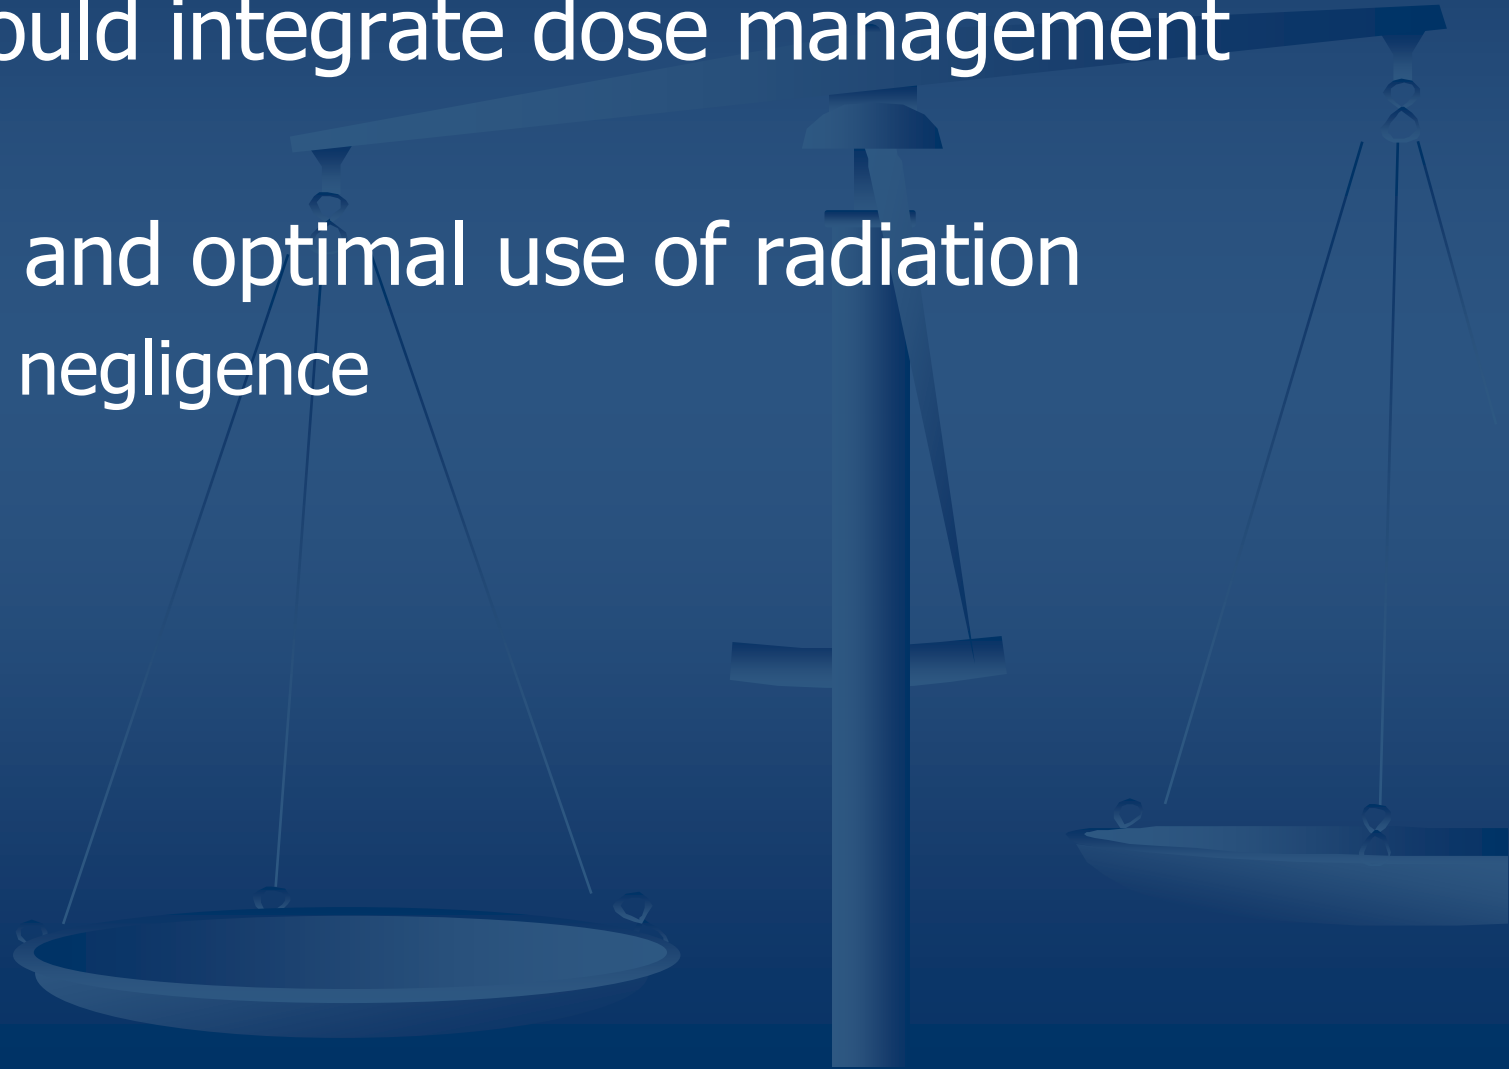 ould integrate dose management
and optimal use of radiation
negligence